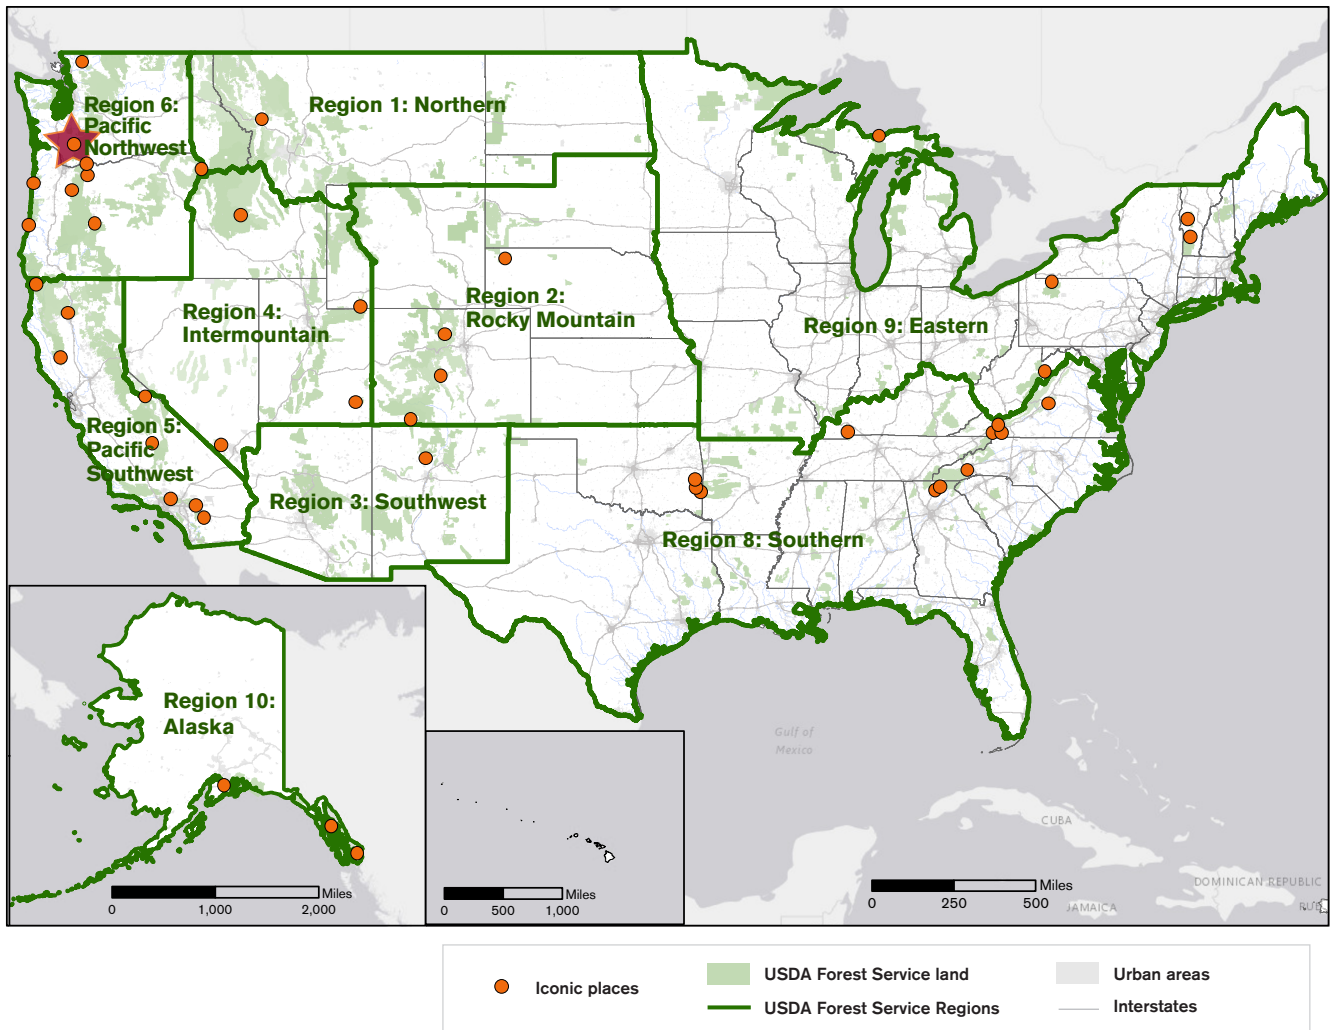 Region 6:
Pacific
Northwest
Region 1: Northern
Region 2:
Rocky Mountain
Region 4:
Intermountain
Region 9: Eastern
Region 5:
Pacific
Southwest
Region 3: Southwest
Region 8: Southern
Region 10:
Alaska
Gulf of
Mexico
CUBA
DOMINICAN REPUBLIC
JAMAICA
Miles
0 1,000 2,000
Miles
0 500 1,000
Miles
0 250 500
Iconic places
USDA Forest Service land
USDA Forest Service Regions
Urban areas
Interstates